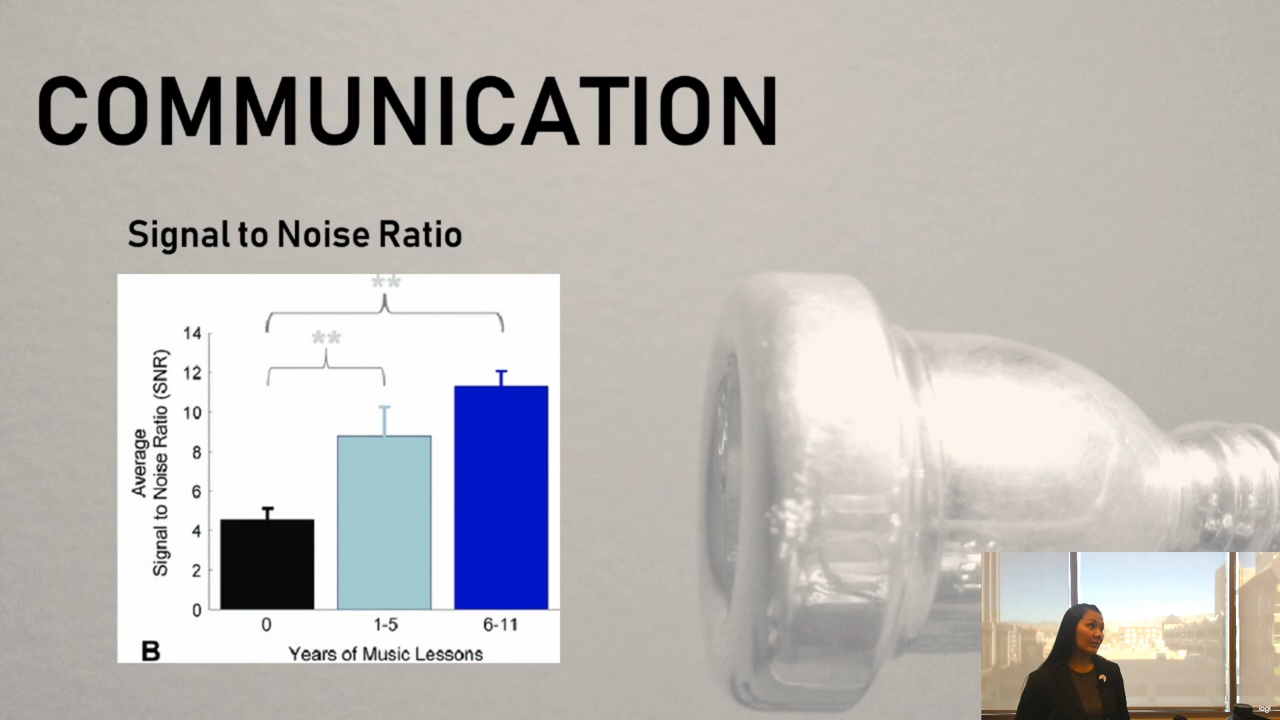 COMMUNICATION
Signal to Noise Ratio
**
**
14
12
10
8
6
4
2
0
Average
Signal to Noise Ratio (SNR)
0 1-5 6-11
Years of Music Lessons
B
logi